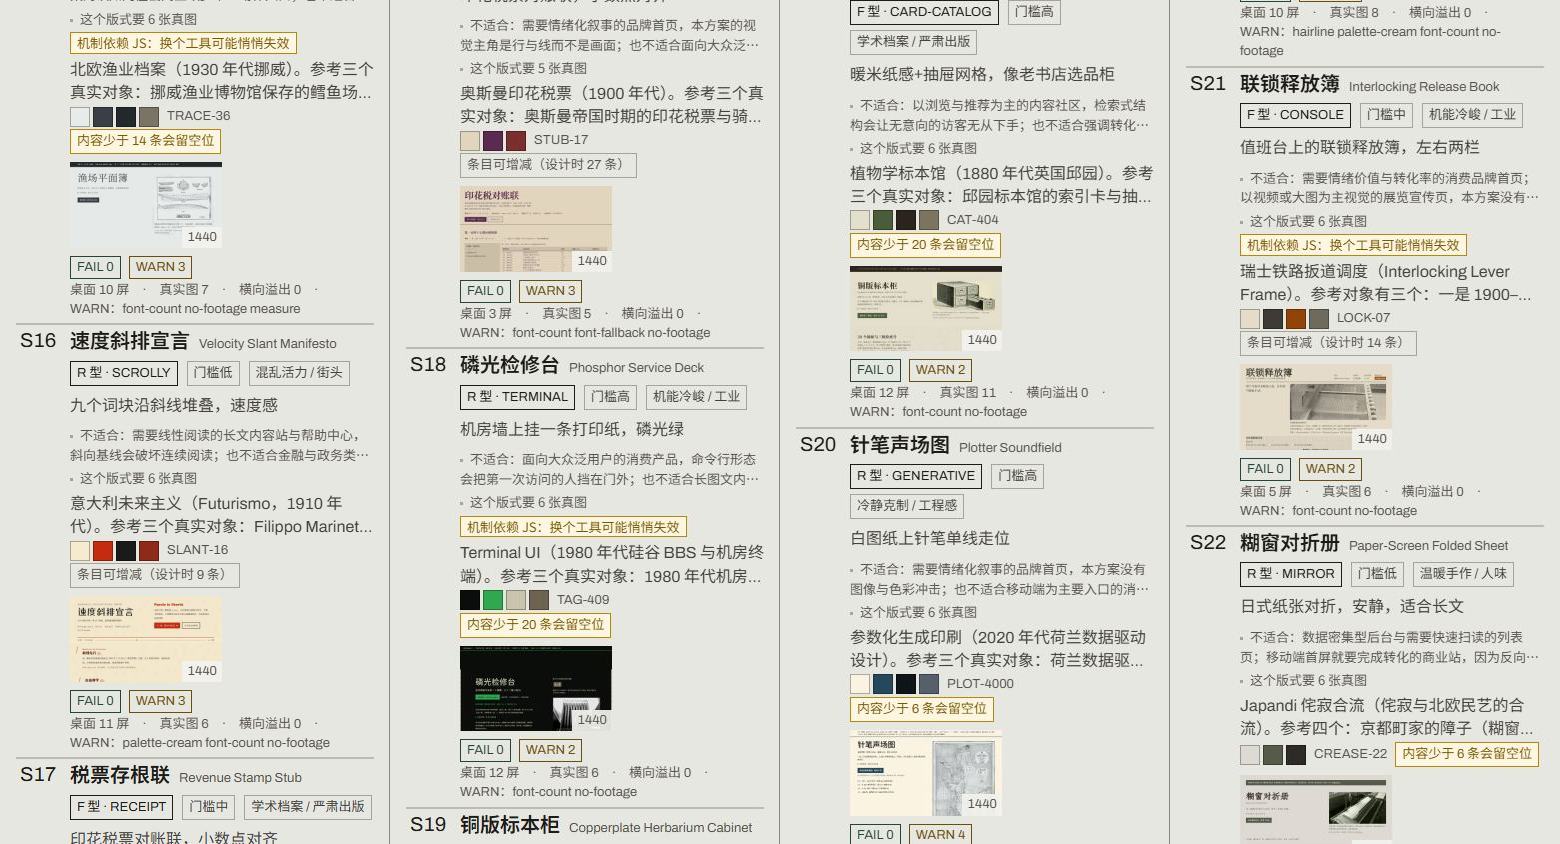 这个版式要 6 张真图
机制依赖 JS：换个工具可能悄悄失效
北欧渔业档案（1930 年代挪威）。参考三个
真实对象：挪威渔业博物馆保存的鳕鱼场…
TRACE-36
内容少于 14 条会留空位
渔场平面簿
1440
FAIL 0 WARN 3
桌面 10 屏 · 真实图 7 · 横向溢出 0 ·
WARN：font-count no-footage measure
S16 速度斜排宣言 Velocity Slant Manifesto
R 型 · SCROLLY 门槛低 混乱活力 / 街头
九个词块沿斜线堆叠，速度感
不适合：需要线性阅读的长文内容站与帮助中心，
斜向基线会破坏连续阅读；也不适合金融与政务类…
这个版式要 6 张真图
意大利未来主义（Futurismo，1910 年
代）。参考三个真实对象：Filippo Marinet…
SLANT-16
条目可增减（设计时 9 条）
速度斜排宣言
1440
FAIL 0 WARN 3
桌面 11 屏 · 真实图 6 · 横向溢出 0 ·
WARN：palette-cream font-count no-footage
S17 税票存根联 Revenue Stamp Stub
F 型 · RECEIPT 门槛中 学术档案 / 严肃出版
印花税票对账联，小数点对齐
不适合：需要情绪化叙事的品牌首页，本方案的视
觉主角是行与线而不是画面；也不适合面向大众泛…
这个版式要 5 张真图
奥斯曼印花税票（1900 年代）。参考三个真
实对象：奥斯曼帝国时期的印花税票与骑…
STUB-17
条目可增减（设计时 27 条）
印花税对账联
1440
FAIL 0 WARN 3
桌面 3 屏 · 真实图 5 · 横向溢出 0 ·
WARN：font-count font-fallback no-footage
S18 磷光检修台 Phosphor Service Deck
R 型 · TERMINAL 门槛高 机能冷峻 / 工业
机房墙上挂一条打印纸，磷光绿
不适合：面向大众泛用户的消费产品，命令行形态
会把第一次访问的人挡在门外；也不适合长图文内…
这个版式要 6 张真图
机制依赖 JS：换个工具可能悄悄失效
Terminal UI（1980 年代硅谷 BBS 与机房终
端）。参考三个真实对象：1980 年代机房…
TAG-409
内容少于 20 条会留空位
磷光检修台
1440
FAIL 0 WARN 2
桌面 12 屏 · 真实图 6 · 横向溢出 0 ·
WARN：font-count no-footage
S19 铜版标本柜 Copperplate Herbarium Cabinet
F 型 · CARD-CATALOG 门槛高
学术档案 / 严肃出版
暖米纸感+抽屉网格，像老书店选品柜
不适合：以浏览与推荐为主的内容社区，检索式结
构会让无意向的访客无从下手；也不适合强调转化…
这个版式要 6 张真图
植物学标本馆（1880 年代英国邱园）。参考
三个真实对象：邱园标本馆的索引卡与抽…
CAT-404
内容少于 20 条会留空位
铜版标本柜
1440
FAIL 0 WARN 2
桌面 12 屏 · 真实图 11 · 横向溢出 0 ·
WARN：font-count no-footage
S20 针笔声场图 Plotter Soundfield
R 型 · GENERATIVE 门槛高
冷静克制 / 工程感
白图纸上针笔单线走位
不适合：需要情绪化叙事的品牌首页，本方案没有
图像与色彩冲击；也不适合移动端为主要入口的消…
这个版式要 6 张真图
参数化生成印刷（2020 年代荷兰数据驱动
设计）。参考三个真实对象：荷兰数据驱…
PLOT-4000
内容少于 6 条会留空位
针笔声场图
1440
FAIL 0 WARN 4
桌面 10 屏 · 真实图 8 · 横向溢出 0 ·
WARN：hairline palette-cream font-count no-
footage
S21 联锁释放簿 Interlocking Release Book
F 型 · CONSOLE 门槛中 机能冷峻 / 工业
值班台上的联锁释放簿，左右两栏
不适合：需要情绪价值与转化率的消费品牌首页；
以视频或大图为主视觉的展览宣传页，本方案没有…
这个版式要 6 张真图
机制依赖 JS：换个工具可能悄悄失效
瑞士铁路扳道调度（Interlocking Lever
Frame）。参考对象有三个：一是 1900–…
LOCK-07
条目可增减（设计时 14 条）
联锁释放簿
1440
FAIL 0 WARN 2
桌面 5 屏 · 真实图 6 · 横向溢出 0 ·
WARN：font-count no-footage
S22 糊窗对折册 Paper-Screen Folded Sheet
R 型 · MIRROR 门槛低 温暖手作 / 人味
日式纸张对折，安静，适合长文
不适合：数据密集型后台与需要快速扫读的列表
页；移动端首屏就要完成转化的商业站，因为反向…
这个版式要 6 张真图
Japandi 侘寂合流（侘寂与北欧民艺的合
流）。参考四个：京都町家的障子（糊窗…
CREASE-22 内容少于 6 条会留空位
糊窗对折册